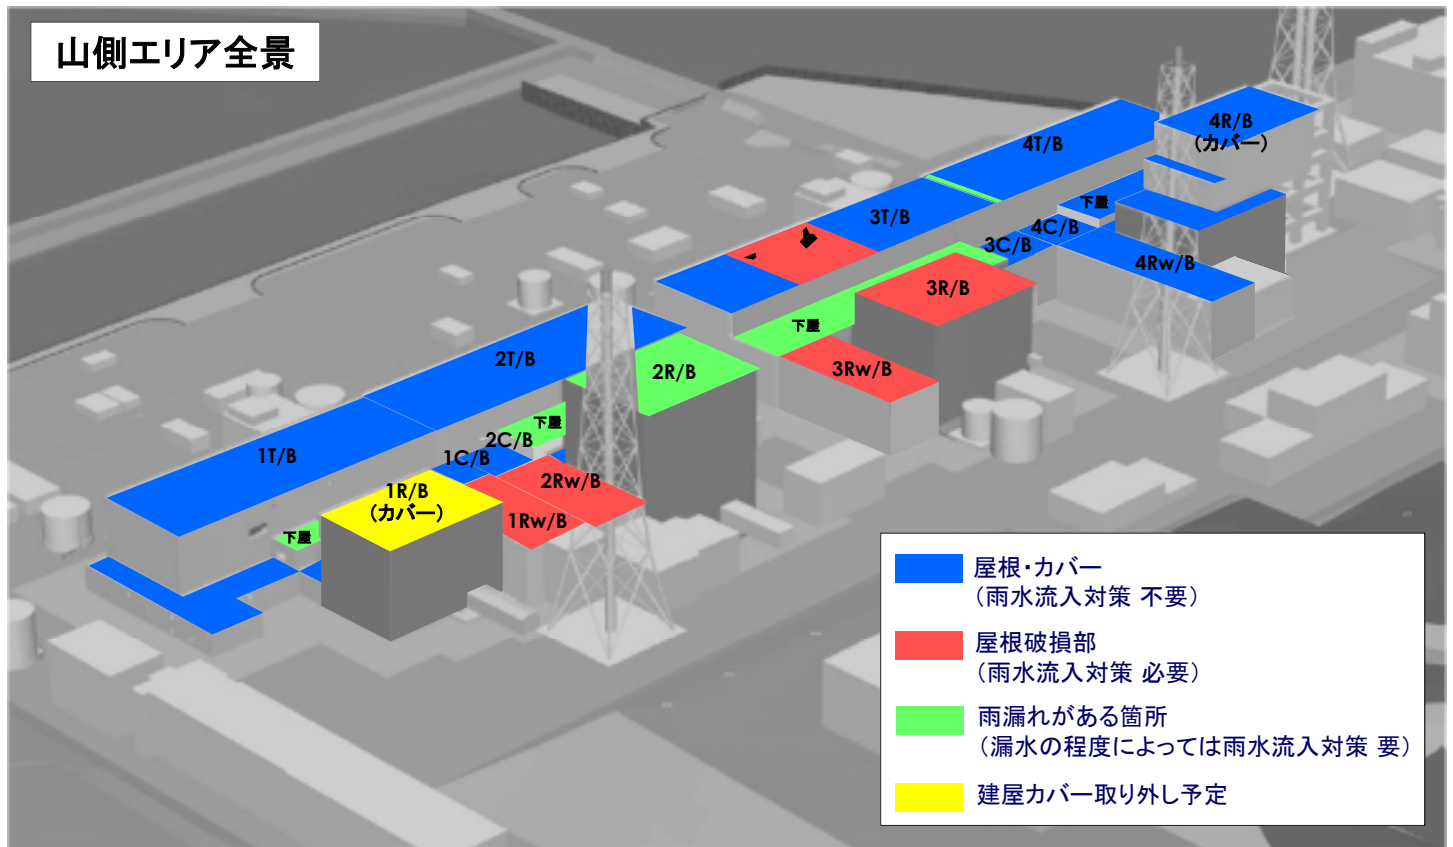 山側エリア全景
4R/B
(カバー)
4T/B
3T/B
下屋
4C/B
3C/B
4Rw/B
3R/B
下屋
3Rw/B
2T/B
2R/B
下屋
2C/B
1C/B
1T/B
2Rw/B
1R/B
(カバー)
1Rw/B
下屋
屋根・カバー
（雨水流入対策 不要）
屋根破損部
（雨水流入対策 必要）
雨漏れがある箇所
（漏水の程度によっては雨水流入対策 要）
建屋カバー取り外し予定